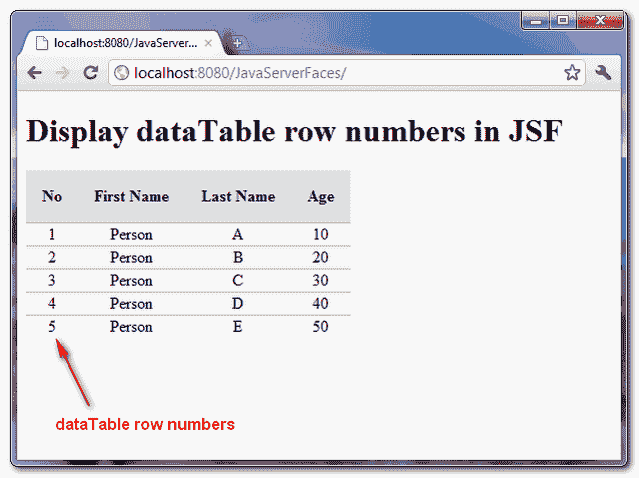 localhost:8080/JavaServer...
localhost:8080/JavaServerFaces/
Display dataTable row numbers in JSF
No First Name Last Name Age
1 Person A 10
2 Person B 20
3 Person C 30
4 Person D 40
5 Person E 50
dataTable row numbers